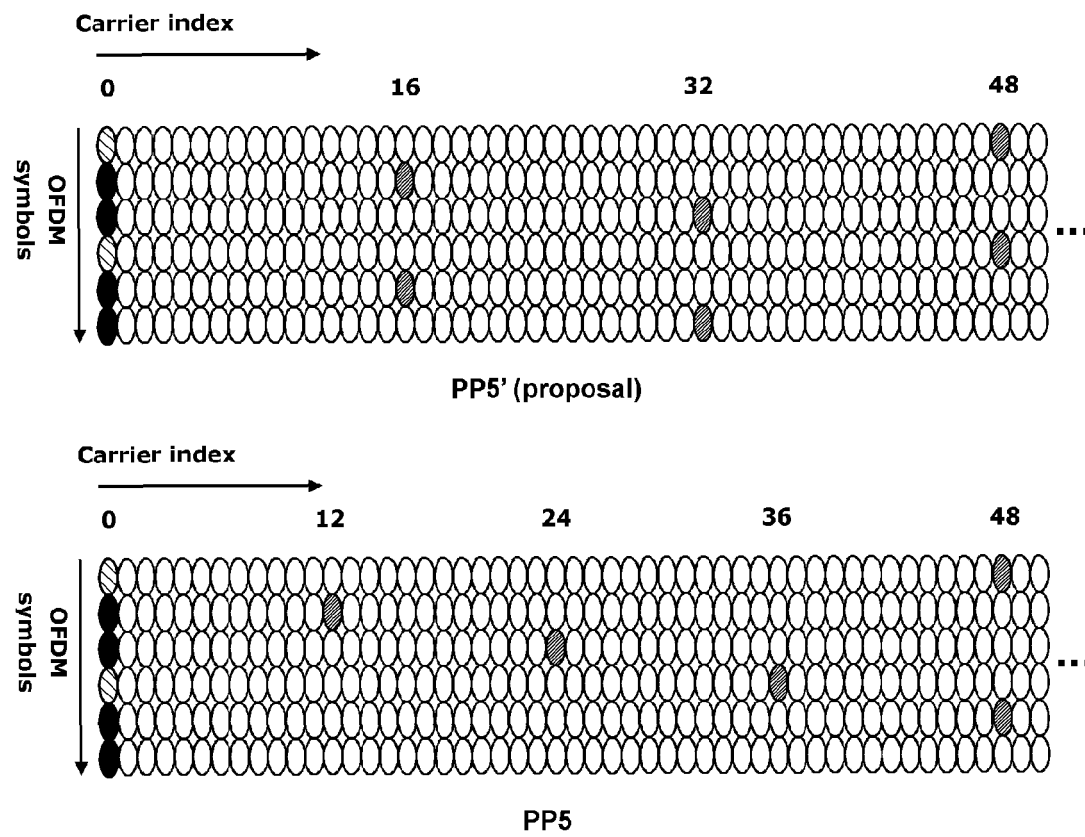 Carrier index
0 16 32 48
OFDM
symbols
...
PP5' (proposal)
Carrier index
0 12 24 36 48
OFDM
symbols
...
PP5